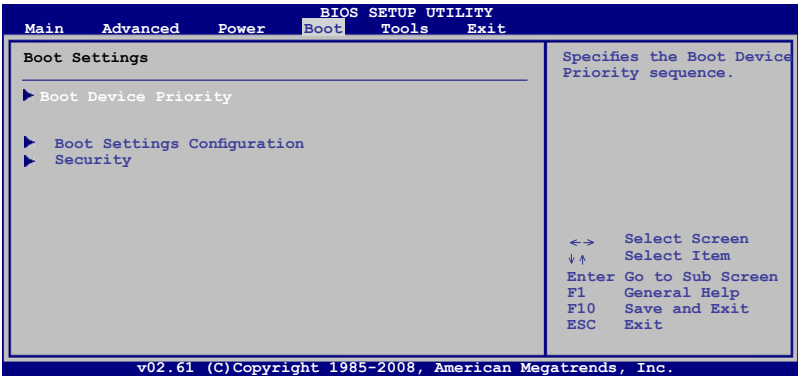 BIOS SETUP UTILITY
Main Advanced Power Boot Tools Exit
Boot Settings
Boot Device Priority
Boot Settings Configuration
Security
Specifies the Boot Device
Priority sequence.
←→ Select Screen
↓↑ Select Item
Enter Go to Sub Screen
F1 General Help
F10 Save and Exit
ESC Exit
v02.61 (C)Copyright 1985-2008, American Megatrends, Inc.